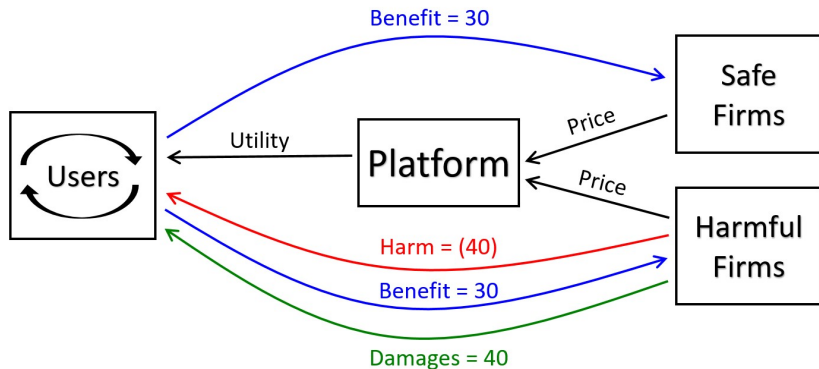 Benefit = 30
Safe
Firms
Price
Utility
Users
Platform
Price
Harmful
Firms
Harm = (40)
Benefit = 30
Damages = 40